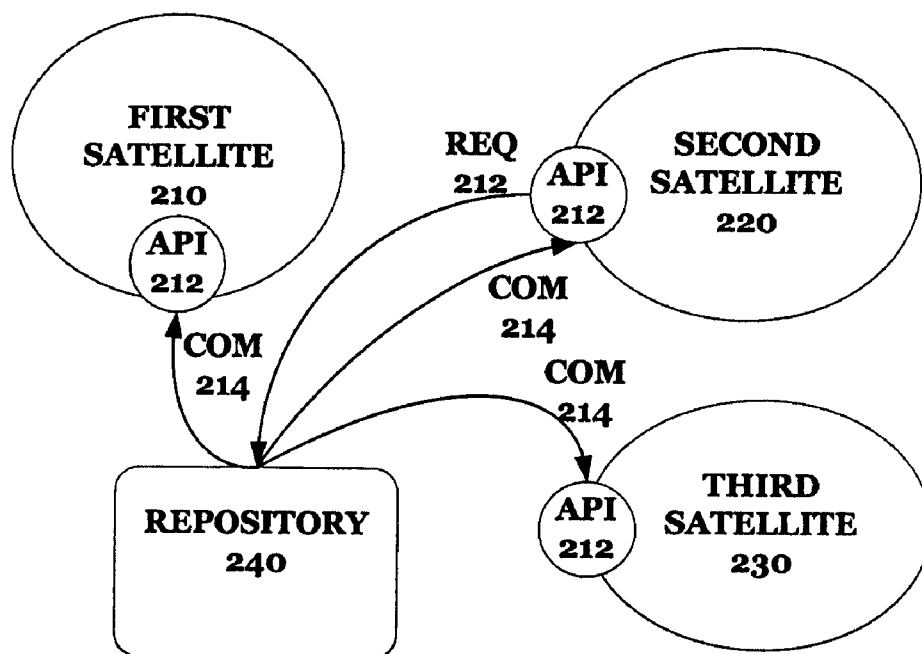 FIRST
SATELLITE
210
API
212
REQ
212
API
212
SECOND
SATELLITE
220
COM
214
COM
214
COM
214
REPOSITORY
240
API
212
THIRD
SATELLITE
230